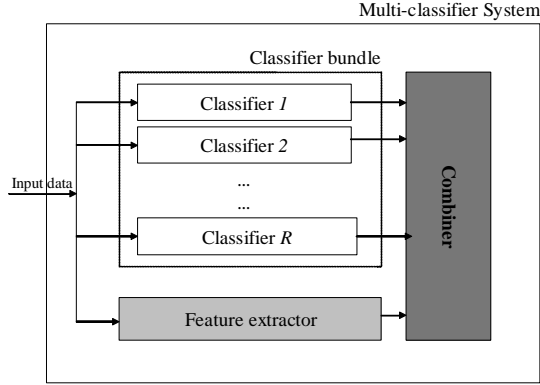 Multi-classifier System
Classifier bundle
Classifier 1
Classifier 2
...
...
Classifier R
Input data
Combiner
Feature extractor